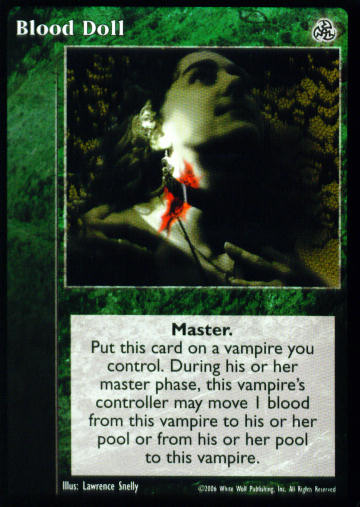 Blood Doll
Master.
Put this card on a vampire you
control. During his or her
master phase, this vampire's
controller may move 1 blood
from this vampire to his or her
pool or from his or her pool
to this vampire.
Illus: Lawrence Snelly
©2006 White Wolf Publishing, Inc. All Rights Reserved